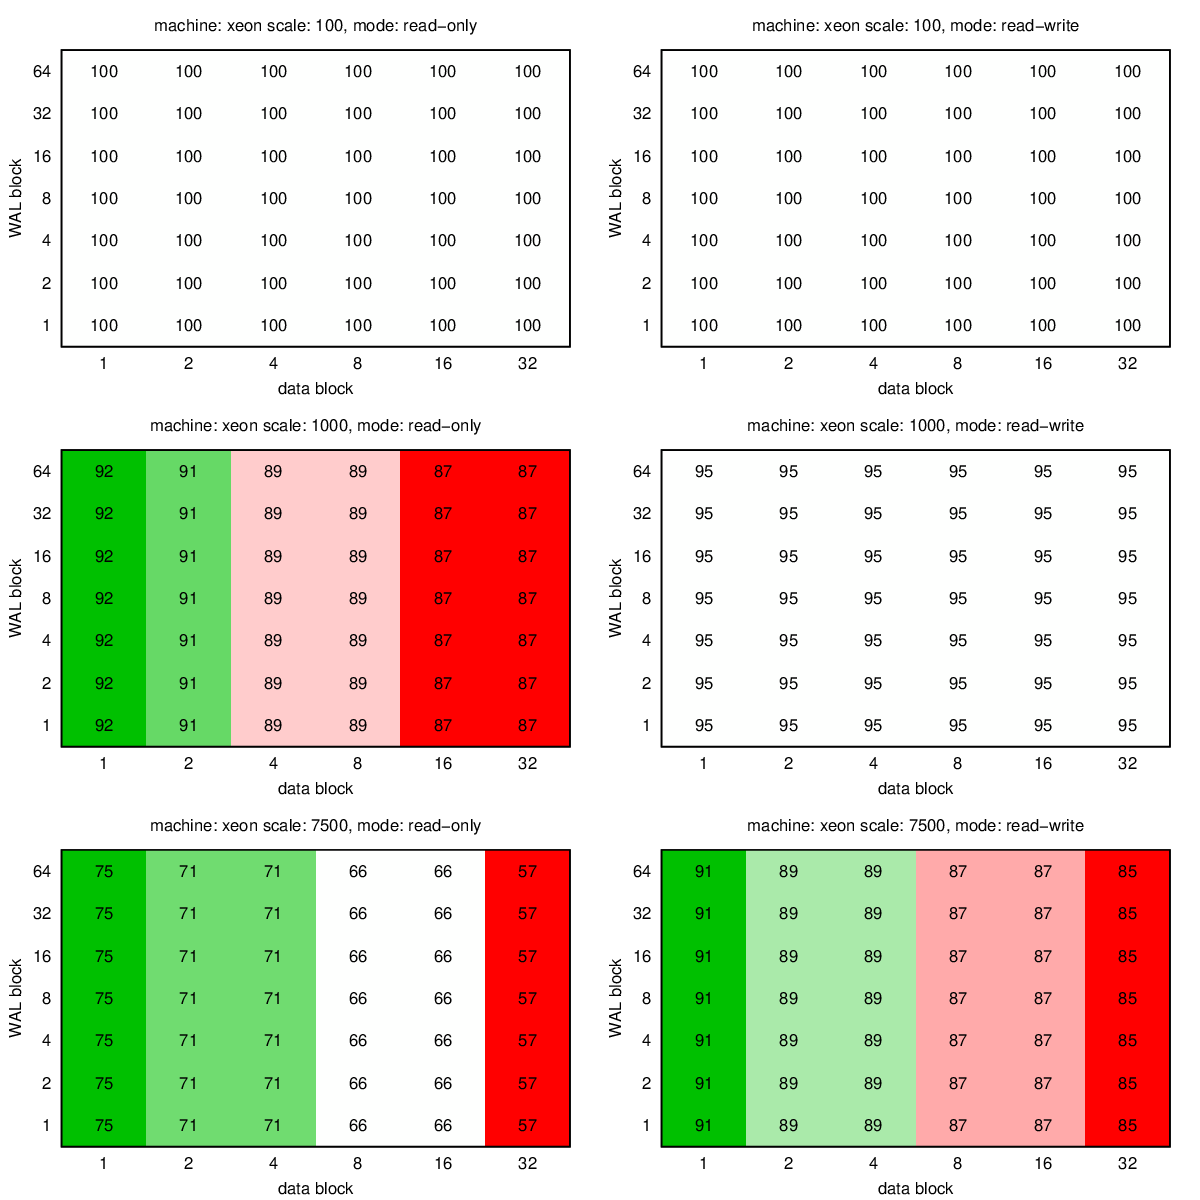 machine: xeon scale: 100, mode: read−only
64 100 100 100 100 100 100
32 100 100 100 100 100 100
16 100 100 100 100 100 100
8 100 100 100 100 100 100
4 100 100 100 100 100 100
2 100 100 100 100 100 100
1 100 100 100 100 100 100
WAL block
1 2 4 8 16 32
data block
machine: xeon scale: 100, mode: read−write
64 100 100 100 100 100 100
32 100 100 100 100 100 100
16 100 100 100 100 100 100
8 100 100 100 100 100 100
4 100 100 100 100 100 100
2 100 100 100 100 100 100
1 100 100 100 100 100 100
WAL block
1 2 4 8 16 32
data block
machine: xeon scale: 1000, mode: read−only
64 92 91 89 89 87 87
32 92 91 89 89 87 87
16 92 91 89 89 87 87
8 92 91 89 89 87 87
4 92 91 89 89 87 87
2 92 91 89 89 87 87
1 92 91 89 89 87 87
WAL block
1 2 4 8 16 32
data block
machine: xeon scale: 1000, mode: read−write
64 95 95 95 95 95 95
32 95 95 95 95 95 95
16 95 95 95 95 95 95
8 95 95 95 95 95 95
4 95 95 95 95 95 95
2 95 95 95 95 95 95
1 95 95 95 95 95 95
WAL block
1 2 4 8 16 32
data block
machine: xeon scale: 7500, mode: read−only
64 75 71 71 66 66 57
32 75 71 71 66 66 57
16 75 71 71 66 66 57
8 75 71 71 66 66 57
4 75 71 71 66 66 57
2 75 71 71 66 66 57
1 75 71 71 66 66 57
WAL block
1 2 4 8 16 32
data block
machine: xeon scale: 7500, mode: read−write
64 91 89 89 87 87 85
32 91 89 89 87 87 85
16 91 89 89 87 87 85
8 91 89 89 87 87 85
4 91 89 89 87 87 85
2 91 89 89 87 87 85
1 91 89 89 87 87 85
WAL block
1 2 4 8 16 32
data block